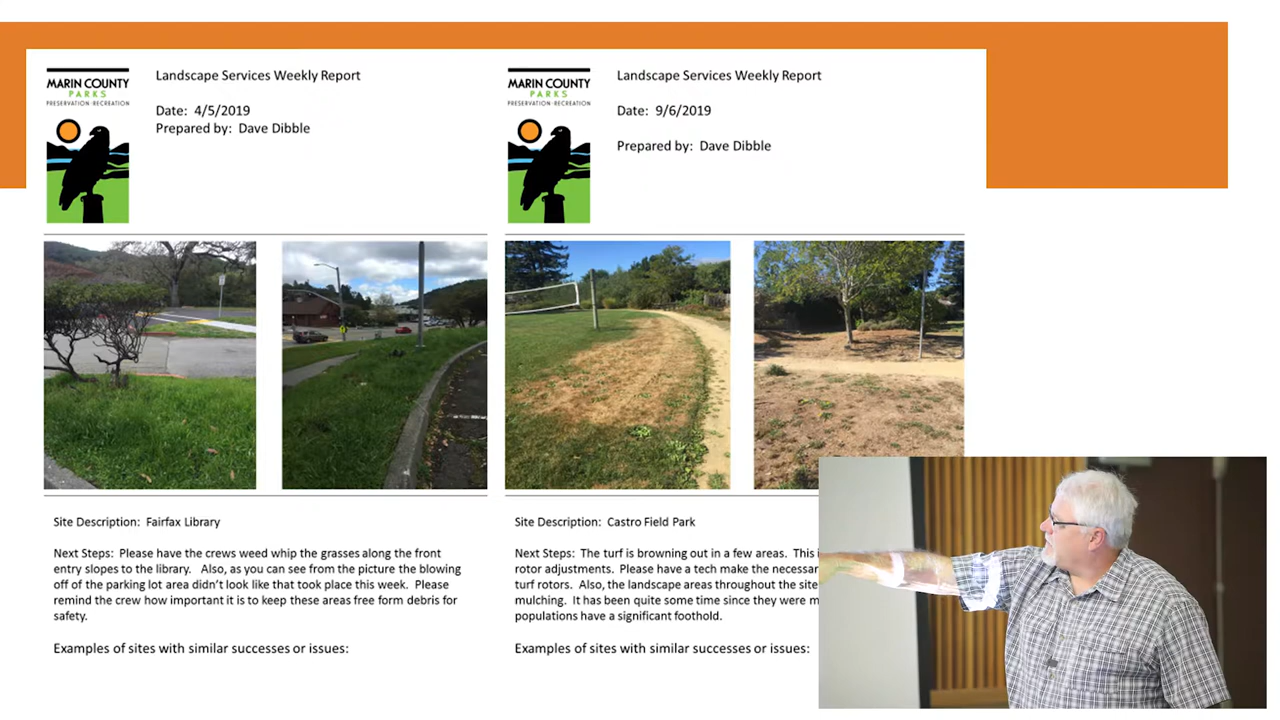 MARIN COUNTY
PARKS
PRESERVATION·RECREATION
Landscape Services Weekly Report
Date: 4/5/2019
Prepared by: Dave Dibble
Site Description: Fairfax Library
Next Steps: Please have the crews weed whip the grasses along the front
entry slopes to the library. Also, as you can see from the picture the blowing
off of the parking lot area didn't look like that took place this week. Please
remind the crew how important it is to keep these areas free form debris for
safety.
Examples of sites with similar successes or issues:
MARIN COUNTY
PARKS
PRESERVATION·RECREATION
Landscape Services Weekly Report
Date: 9/6/2019
Prepared by: Dave Dibble
Site Description: Castro Field Park
Next Steps: The turf is browning out in a few areas. This
rotor adjustments. Please have a tech make the
turf rotors. Also, the landscape areas throughout the site
mulching. It has been quite some time since they were
populations have a significant foothold.
Examples of sites with similar successes or issues: